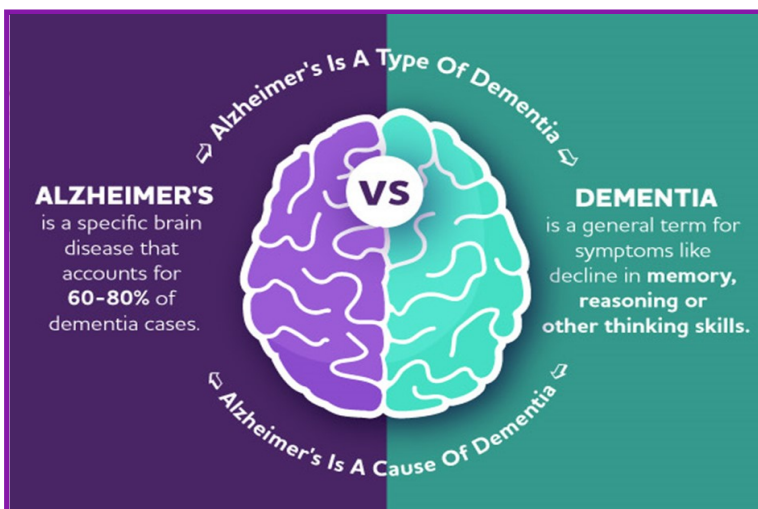 Alzheimer's Is A Type Of Dementia
VS
ALZHEIMER'S
is a specific brain
disease that
accounts for
60-80% of
dementia cases.
DEMENTIA
is a general term for
symptoms like
decline in memory,
reasoning or
other thinking skills.
Alzheimer's Is A Cause Of Dementia